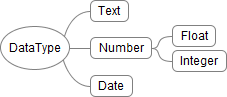 DataType
Text
Number
Float
Integer
Date